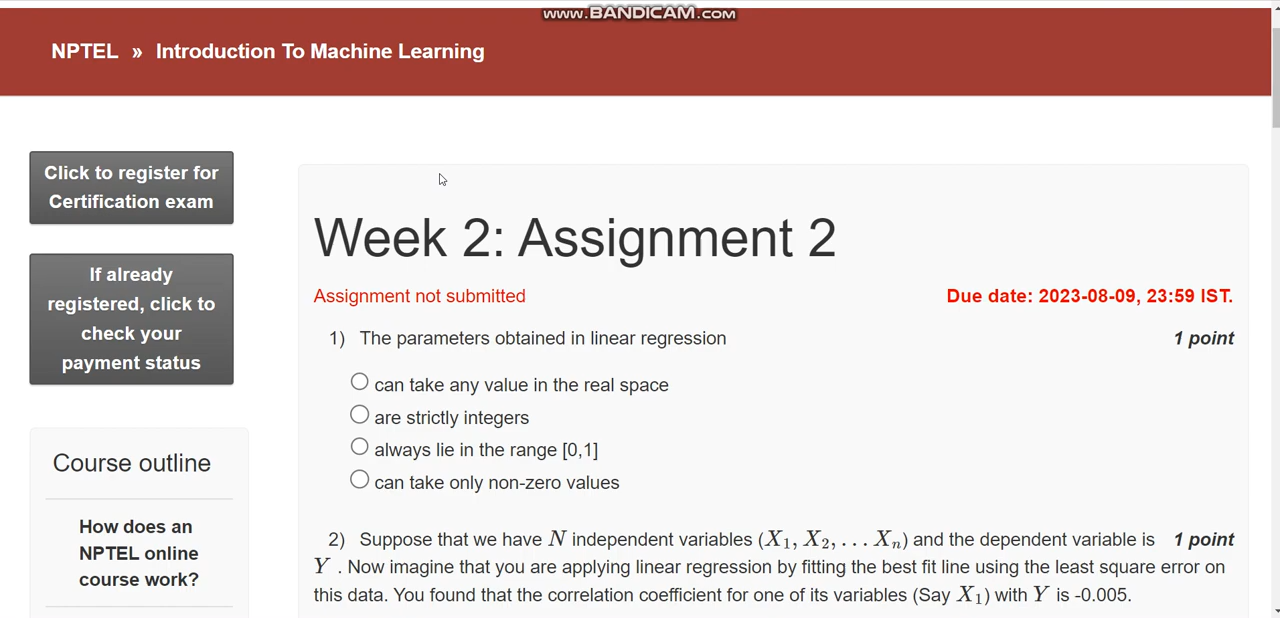 www.BANDICAM.com
NPTEL » Introduction To Machine Learning
Click to register for
Certification exam
If already
registered, click to
check your
payment status
Course outline
How does an
NPTEL online
course work?
Week 2: Assignment 2
Assignment not submitted Due date: 2023-08-09, 23:59 IST.
1) The parameters obtained in linear regression 1 point
can take any value in the real space
are strictly integers
always lie in the range [0,1]
can take only non-zero values
2) Suppose that we have N independent variables (X₁, X₂, … Xₙ) and the dependent variable is 1 point
Y . Now imagine that you are applying linear regression by fitting the best fit line using the least square error on
this data. You found that the correlation coefficient for one of its variables (Say X₁) with Y is -0.005.